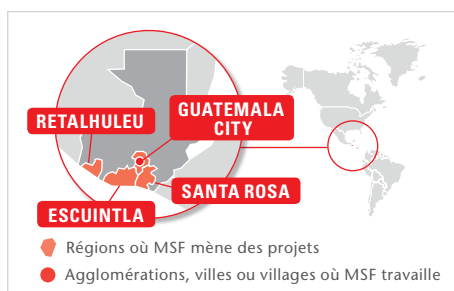 RETALHULEU
GUATEMALA
CITY
SANTA ROSA
ESCUINTLA
Régions où MSF mène des projets
Agglomérations, villes ou villages où MSF travaille